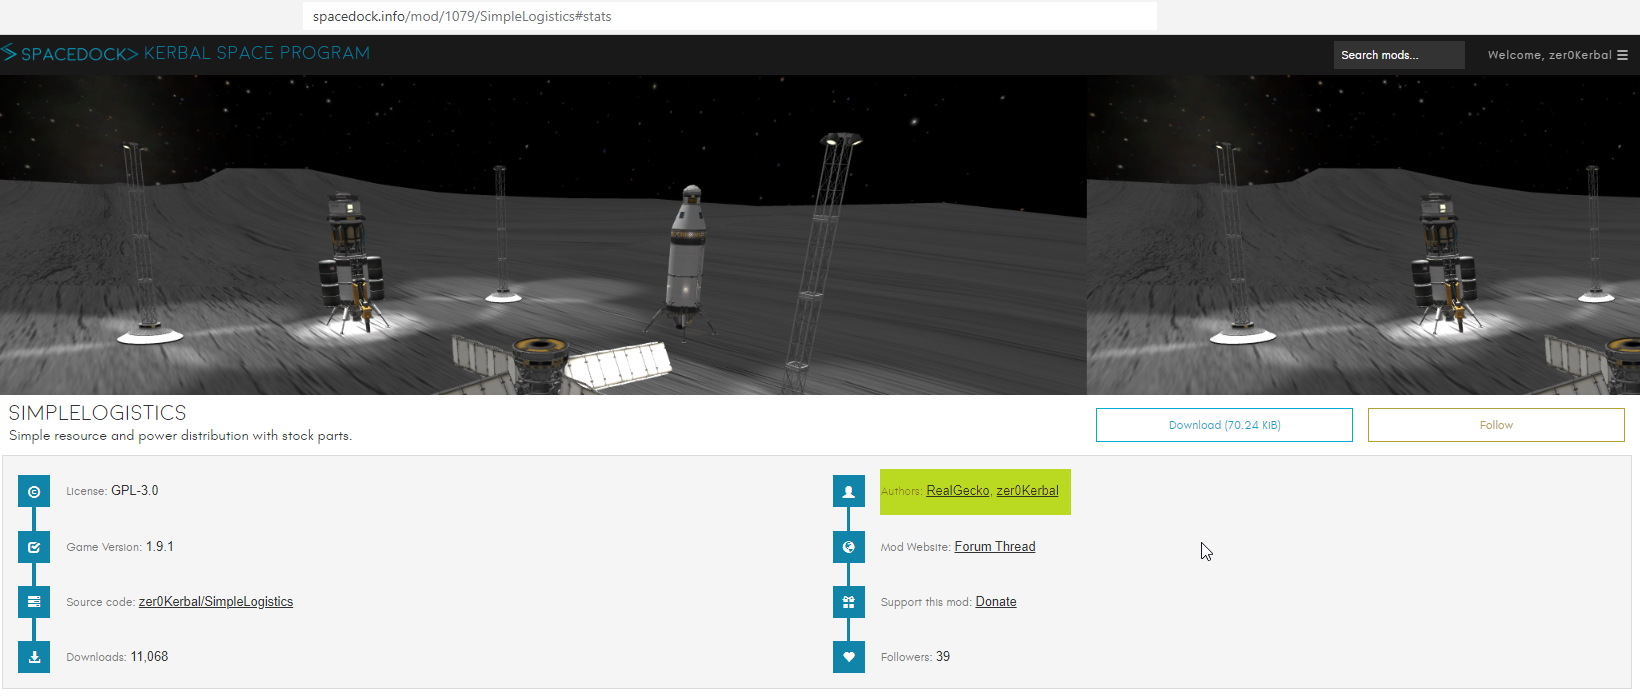 spacedock.info/mod/1079/SimpleLogistics#stats
SPACEDOCK> KERBAL SPACE PROGRAM
Search mods...
Welcome, zer0Kerbal
SIMPLELOGISTICS
Simple resource and power distribution with stock parts.
Download (70.24 KiB)
Follow
License: GPL-3.0
Authors: RealGecko, zer0Kerbal
Game Version: 1.9.1
Mod Website: Forum Thread
Source code: zer0Kerbal/SimpleLogistics
Support this mod: Donate
Downloads: 11,068
Followers: 39